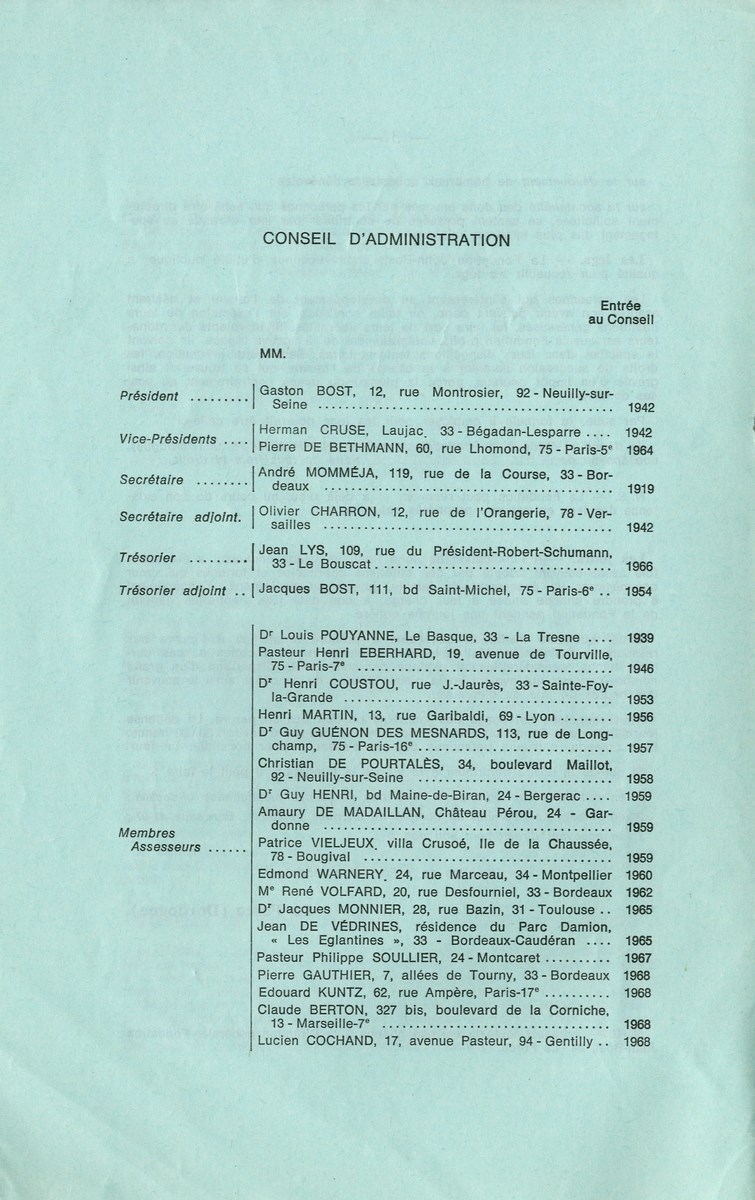 CONSEIL D'ADMINISTRATION
Entrée
au Conseil
MM.
Président ......... Gaston BOST, 12, rue Montrosier, 92 - Neuilly-sur-
Seine ........................................ 1942
Vice-Présidents .... Herman CRUSE, Laujac, 33 - Bégadan-Lesparre .... 1942
Pierre DE BETHMANN, 60, rue Lhomond, 75 - Paris-5e 1964
Secrétaire ........ André MOMMÉJA, 119, rue de la Course, 33 - Bor-
deaux ....................................... 1919
Secrétaire adjoint. Olivier CHARRON, 12, rue de l'Orangerie, 78 - Ver-
sailles ....................................... 1942
Trésorier ......... Jean LYS, 109, rue du Président-Robert-Schumann,
33 - Le Bouscat ................................ 1966
Trésorier adjoint .. Jacques BOST, 111, bd Saint-Michel, 75 - Paris-6e .. 1954
Dr Louis POUYANNE, Le Basque, 33 - La Tresne .... 1939
Pasteur Henri EBERHARD, 19, avenue de Tourville,
75 - Paris-7e ................................... 1946
Dr Henri COUSTOU, rue J.-Jaurès, 33 - Sainte-Foy-
la-Grande .................................... 1953
Henri MARTIN, 13, rue Garibaldi, 69 - Lyon ........ 1956
Dr Guy GUÉNON DES MESNARDS, 113, rue de Long-
champ, 75 - Paris-16e .......................... 1957
Christian DE POURTALÈS, 34, boulevard Maillot,
92 - Neuilly-sur-Seine .......................... 1958
Dr Guy HENRI, bd Maine-de-Biran, 24 - Bergerac .... 1959
Amaury DE MADAILLAN, Château Pérou, 24 - Gar-
donne ....................................... 1959
Membres
Assesseurs ......
Patrice VIELJEUX, villa Crusoé, Ile de la Chaussée,
78 - Bougival .................................. 1959
Edmond WARNERY, 24, rue Marceau, 34 - Montpellier 1960
Me René VOLFARD, 20, rue Desfourniel, 33 - Bordeaux 1962
Dr Jacques MONNIER, 28, rue Bazin, 31 - Toulouse .. 1965
Jean DE VÉDRINES, résidence du Parc Damion,
« Les Eglantines », 33 - Bordeaux-Caudéran .... 1965
Pasteur Philippe SOULLIER, 24 - Montcaret .......... 1967
Pierre GAUTHIER, 7, allées de Tourny, 33 - Bordeaux 1968
Edouard KUNTZ, 62, rue Ampère, Paris-17e .......... 1968
Claude BERTON, 327 bis, boulevard de la Corniche,
13 - Marseille-7e ................................ 1968
Lucien COCHAND, 17, avenue Pasteur, 94 - Gentilly .. 1968